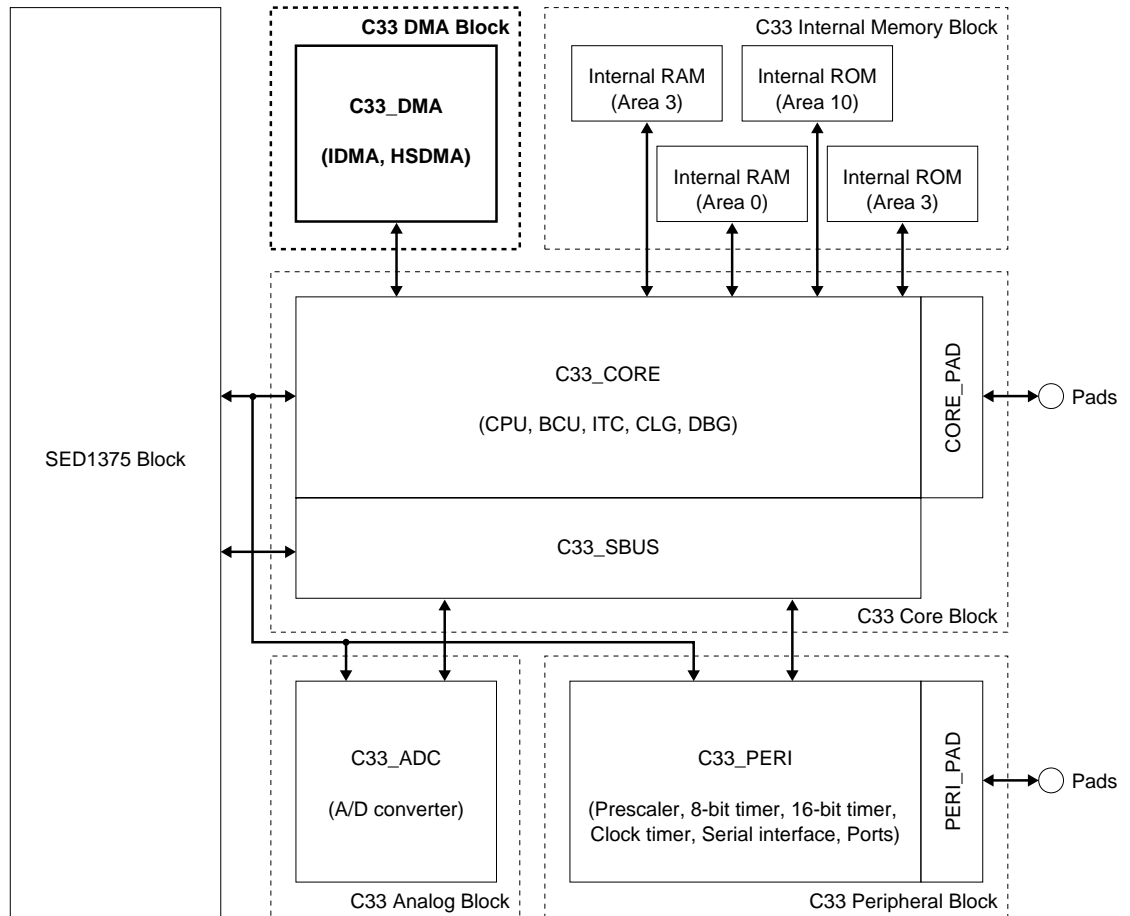 C33 DMA Block
C33_DMA
(IDMA, HSDMA)
C33 Internal Memory Block
Internal RAM
(Area 3)
Internal ROM
(Area 10)
Internal RAM
(Area 0)
Internal ROM
(Area 3)
SED1375 Block
C33_CORE
(CPU, BCU, ITC, CLG, DBG)
CORE_PAD
Pads
C33_SBUS
C33 Core Block
C33_ADC
(A/D converter)
C33 Analog Block
C33_PERI
(Prescaler, 8-bit timer, 16-bit timer,
Clock timer, Serial interface, Ports)
PERI_PAD
Pads
C33 Peripheral Block